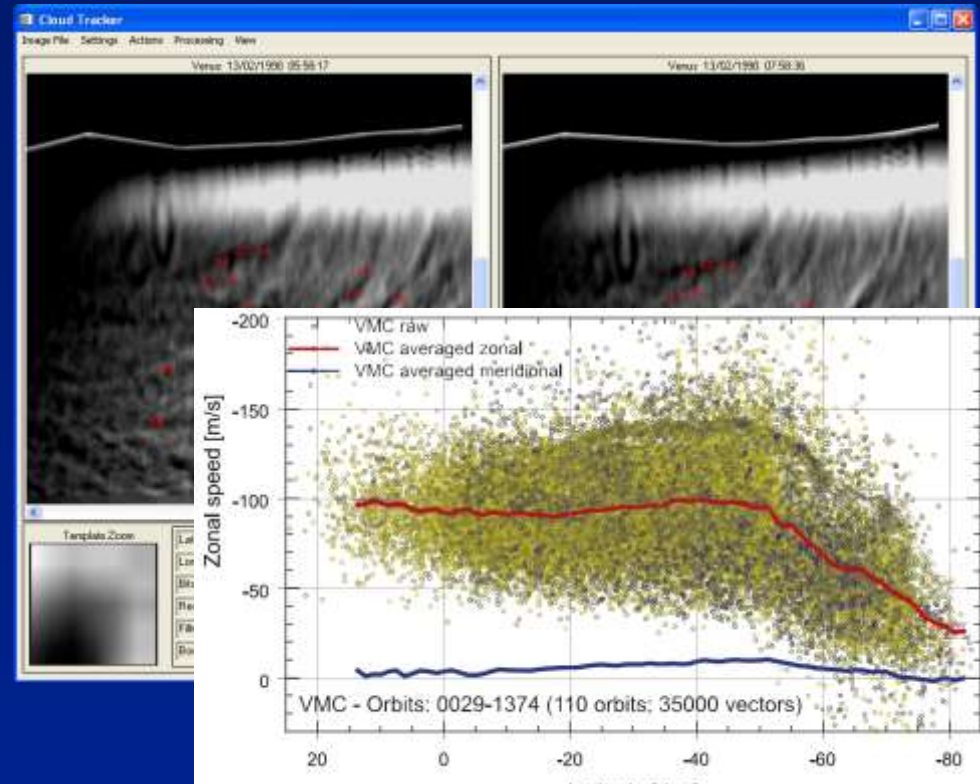 Cloud Tracker
Image File Settings Actions Processing View
Venus 13/02/1990 05:58:17
Venus 13/02/1990 07:58:36
Template Zoom
-200
-150
-100
-50
0
Zonal speed [m/s]
VMC raw
VMC averaged zonal
VMC averaged meridional
VMC - Orbits: 0029-1374 (110 orbits; 35000 vectors)
20 0 -20 -40 -60 -80